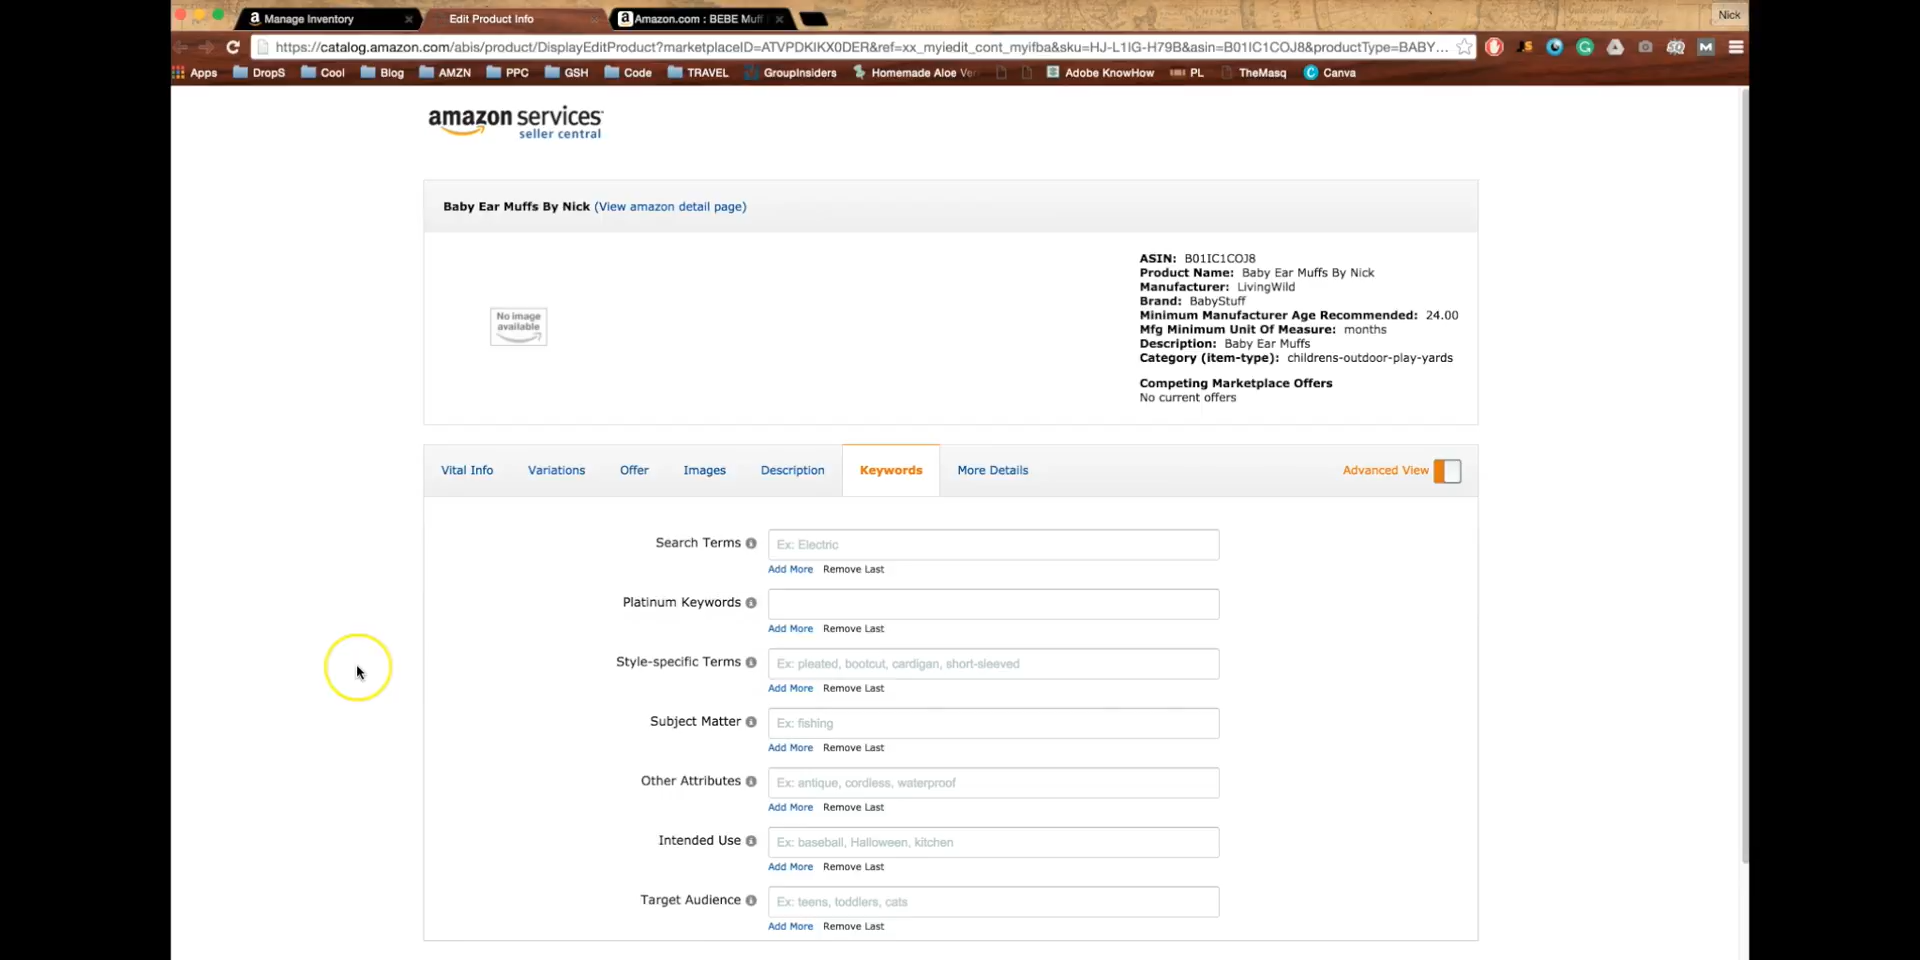 Manage Inventory
Edit Product Info
Amazon.com : BEBE Muff
Nick
https://catalog.amazon.com/abis/product/DisplayEditProduct?marketplaceID=ATVPDKIKX0DER&ref=xx_myiedit_cont_myifba&sku=HJ-L1IG-H79B&asin=B01IC1COJ8&productType=BABY...
Apps DropS Cool Blog AMZN PPC GSH Code TRAVEL GroupInsiders Homemade Aloe Ver Adobe KnowHow PL TheMasq Canva
amazon services
seller central
Baby Ear Muffs By Nick (View amazon detail page)
No image
available
ASIN: B01IC1COJ8
Product Name: Baby Ear Muffs By Nick
Manufacturer: LivingWild
Brand: BabyStuff
Minimum Manufacturer Age Recommended: 24.00
Mfg Minimum Unit Of Measure: months
Description: Baby Ear Muffs
Category (item-type): childrens-outdoor-play-yards
Competing Marketplace Offers
No current offers
Vital Info Variations Offer Images Description Keywords More Details Advanced View
Search Terms Ex: Electric
Add More Remove Last
Platinum Keywords
Add More Remove Last
Style-specific Terms Ex: pleated, bootcut, cardigan, short-sleeved
Add More Remove Last
Subject Matter Ex: fishing
Add More Remove Last
Other Attributes Ex: antique, cordless, waterproof
Add More Remove Last
Intended Use Ex: baseball, Halloween, kitchen
Add More Remove Last
Target Audience Ex: teens, toddlers, cats
Add More Remove Last